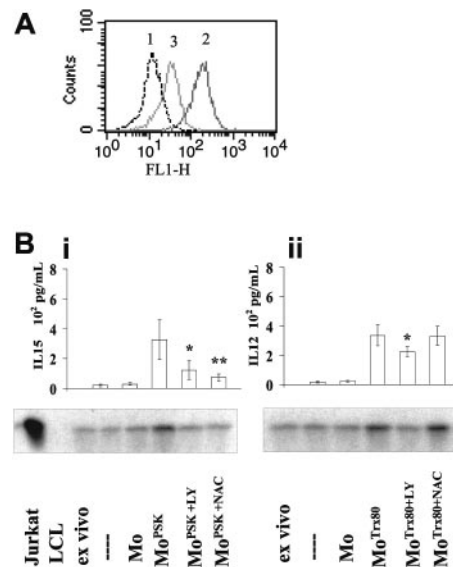 A
100
Counts
0
1 3 2
10⁰ 10¹ 10² 10³ 10⁴
FL1-H
B
i
IL15 10² pg/mL
8
6
4
2
0
*
**
Jurkat
LCL
ex vivo
----
Mo
Mo^PSK
Mo^PSK +LY
Mo^PSK +NAC
ii
IL12 10² pg/mL
8
6
4
2
0
*
ex vivo
----
Mo
Mo^Trx80
Mo^Trx80+LY
Mo^Trx80+NAC